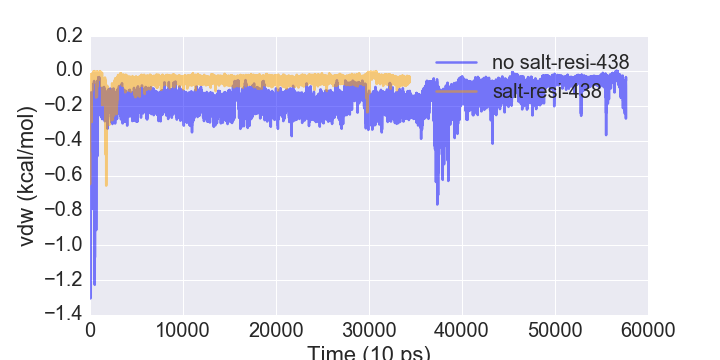 0.2
0.0
−0.2
−0.4
−0.6
−0.8
−1.0
−1.2
−1.4
vdw (kcal/mol)
no salt-resi-438
salt-resi-438
0 10000 20000 30000 40000 50000 60000
Time (10 ps)